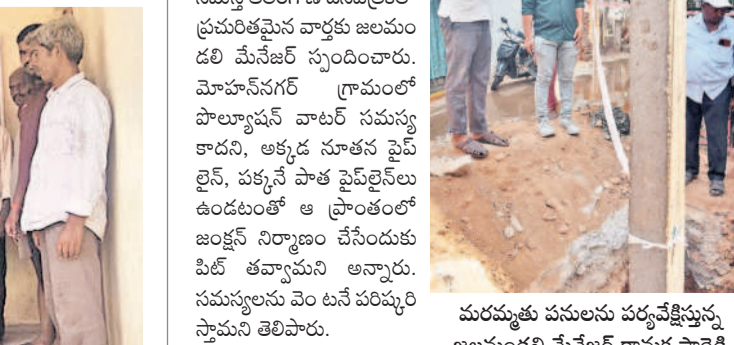 ప్రచురితమైన వార్తకు జలమం
డలి మేనేజర్ స్పందించారు.
మోహన్‌నగర్ గ్రామంలో
పొల్యూషన్ వాటర్ సమస్య
కాదని, అక్కడ నూతన పైప్
లైన్, పక్కనే పాత పైప్‌లైన్‌లు
ఉండటంతో ఆ ప్రాంతంలో
జంక్షన్ నిర్మాణం చేసేందుకు
పిట్ తవ్వామని అన్నారు.
సమస్యలను వెం టనే పరిష్కరి
స్తామని తెలిపారు.
మరమ్మతు పనులను పర్యవేక్షిస్తున్న